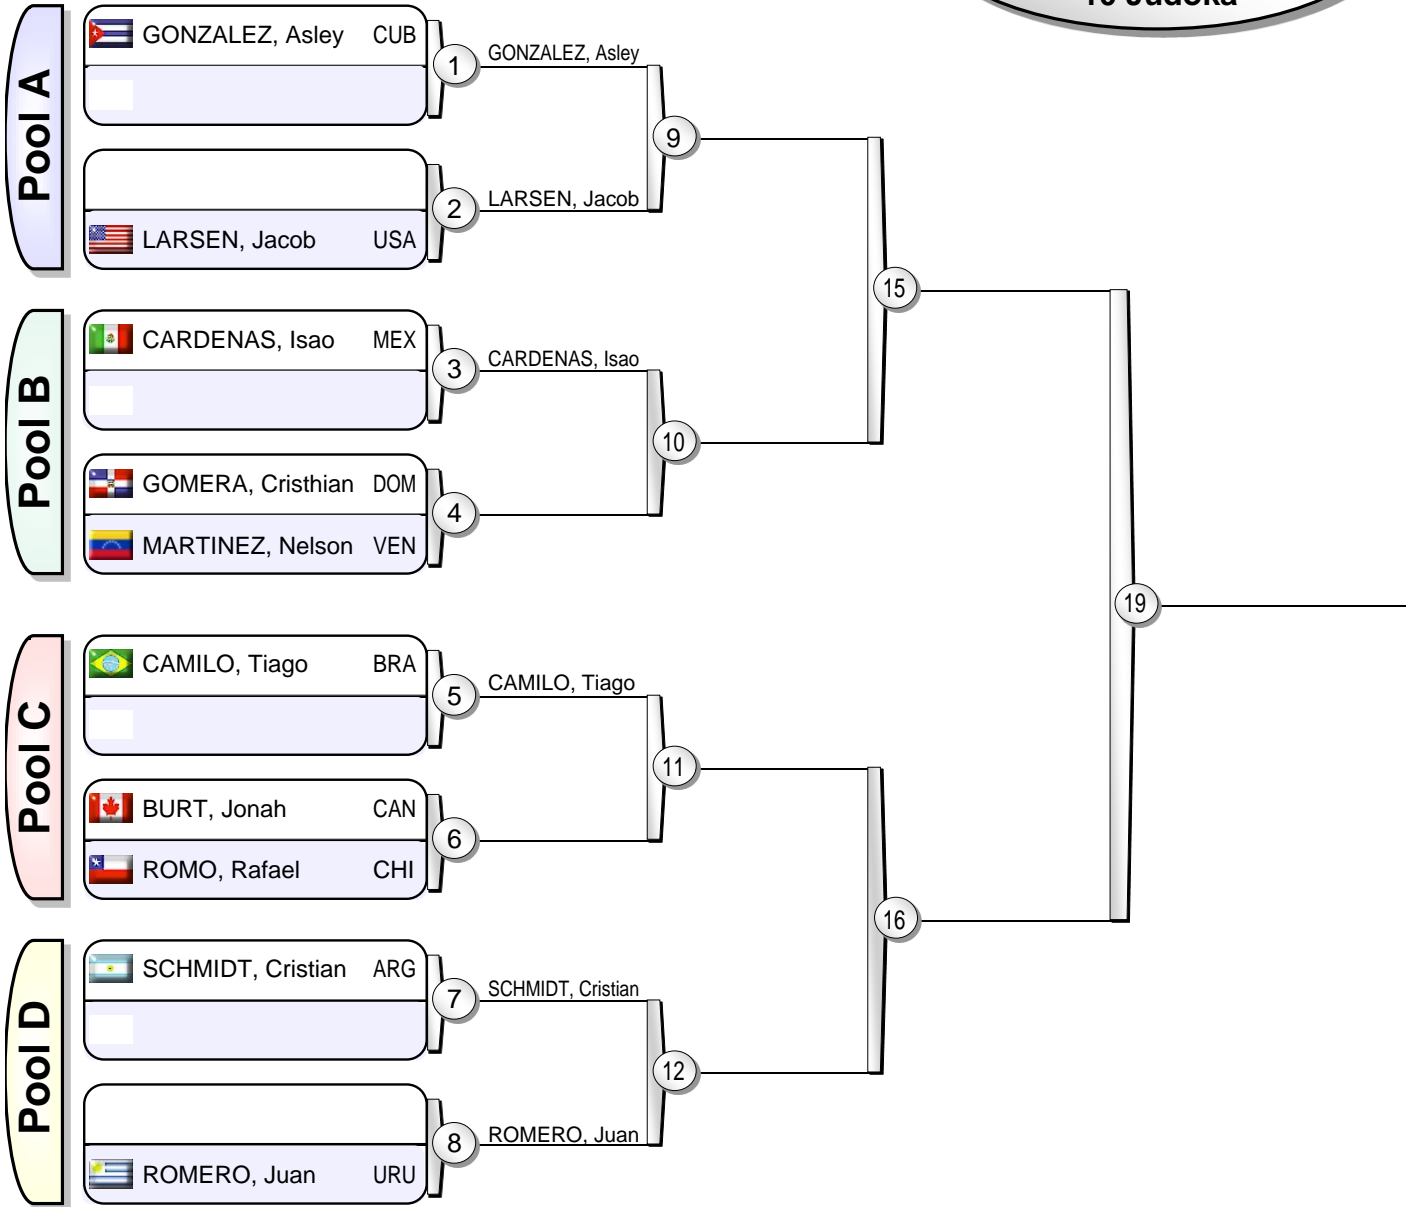 10 Judoka
Pool A
GONZALEZ, Asley CUB
1
GONZALEZ, Asley
9
2
LARSEN, Jacob
LARSEN, Jacob USA
15
Pool B
CARDENAS, Isao MEX
3
CARDENAS, Isao
10
GOMERA, Cristhian DOM
4
MARTINEZ, Nelson VEN
19
Pool C
CAMILO, Tiago BRA
5
CAMILO, Tiago
11
BURT, Jonah CAN
6
ROMO, Rafael CHI
16
Pool D
SCHMIDT, Cristian ARG
7
SCHMIDT, Cristian
12
8
ROMERO, Juan
ROMERO, Juan URU